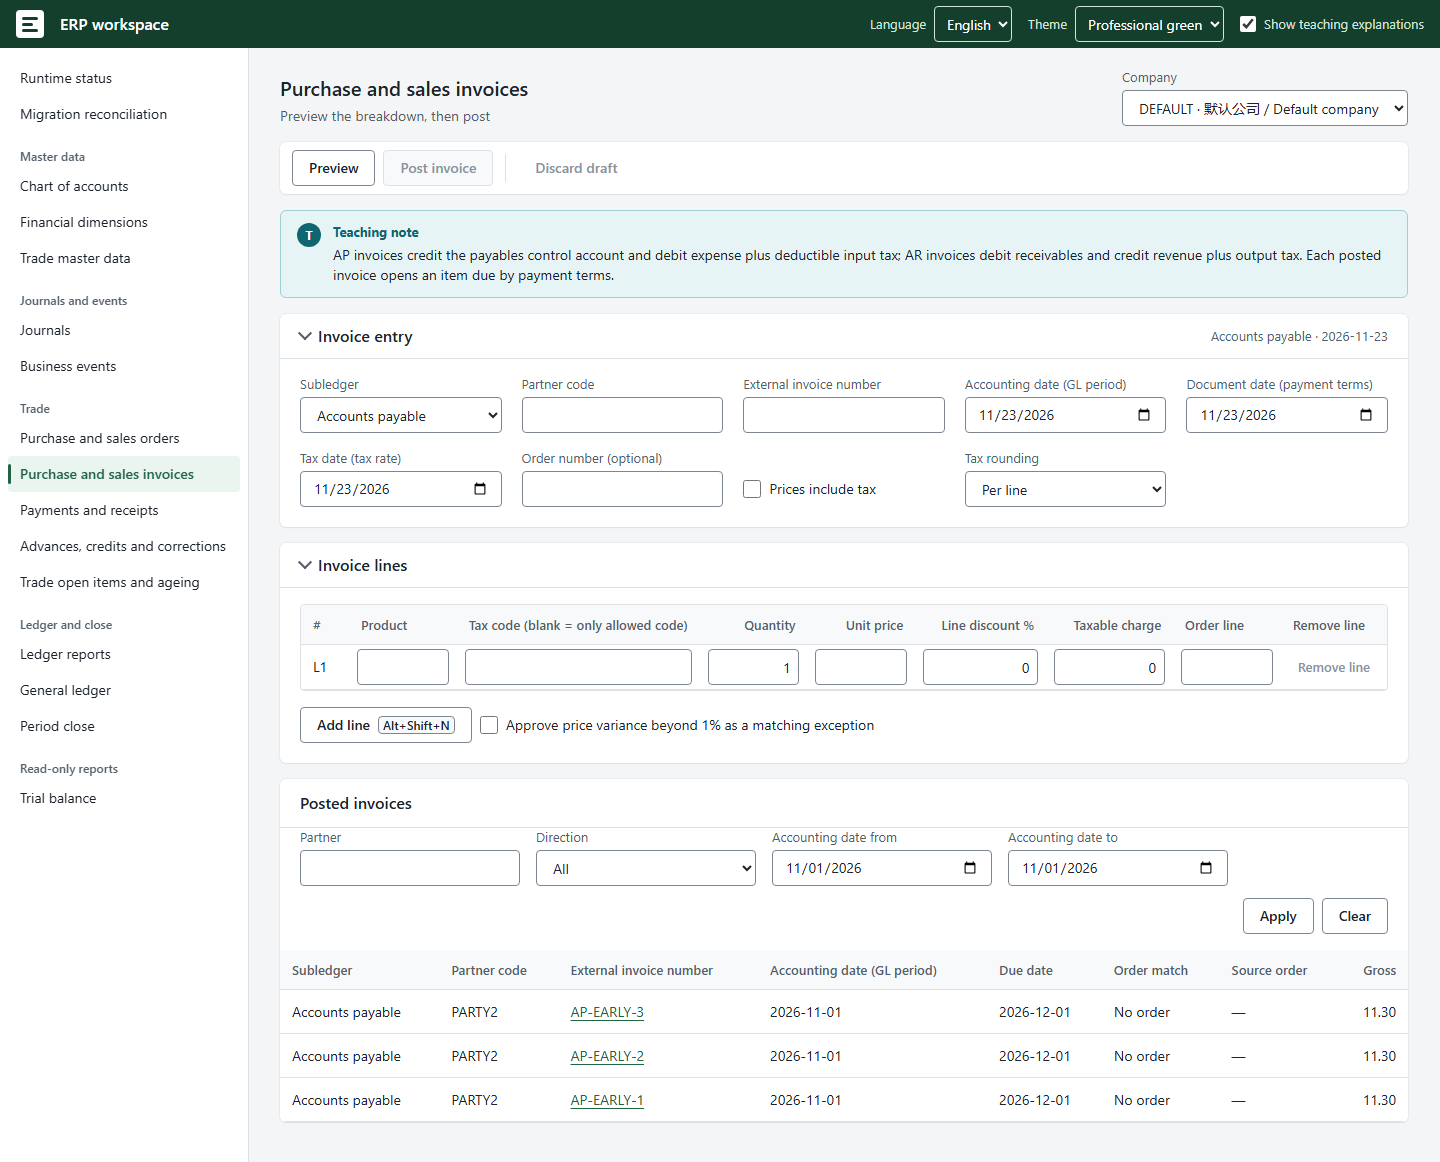 ERP workspace
Language English Theme Professional green Show teaching explanations
Runtime status
Migration reconciliation
Master data
Chart of accounts
Financial dimensions
Trade master data
Journals and events
Journals
Business events
Trade
Purchase and sales orders
Purchase and sales invoices
Payments and receipts
Advances, credits and corrections
Trade open items and ageing
Ledger and close
Ledger reports
General ledger
Period close
Read-only reports
Trial balance
Purchase and sales invoices
Preview the breakdown, then post
Company
DEFAULT · 默认公司 / Default company
Preview Post invoice Discard draft
T Teaching note
AP invoices credit the payables control account and debit expense plus deductible input tax; AR invoices debit receivables and credit revenue plus output tax. Each posted
invoice opens an item due by payment terms.
Invoice entry Accounts payable · 2026-11-23
Subledger Partner code External invoice number Accounting date (GL period) Document date (payment terms)
Accounts payable 11/23/2026 11/23/2026
Tax date (tax rate) Order number (optional) Tax rounding
11/23/2026 Prices include tax Per line
Invoice lines
# Product Tax code (blank = only allowed code) Quantity Unit price Line discount % Taxable charge Order line Remove line
L1 1 0 0 Remove line
Add line Alt+Shift+N Approve price variance beyond 1% as a matching exception
Posted invoices
Partner Direction Accounting date from Accounting date to
All 11/01/2026 11/01/2026
Apply Clear
Subledger Partner code External invoice number Accounting date (GL period) Due date Order match Source order Gross
Accounts payable PARTY2 AP-EARLY-3 2026-11-01 2026-12-01 No order — 11.30
Accounts payable PARTY2 AP-EARLY-2 2026-11-01 2026-12-01 No order — 11.30
Accounts payable PARTY2 AP-EARLY-1 2026-11-01 2026-12-01 No order — 11.30